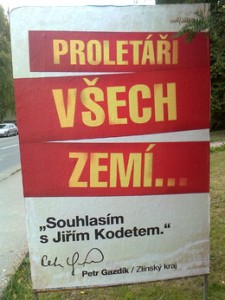 PROLETÁŘI
VŠECH
ZEMÍ...
„Souhlasím
s Jiřím Kodetem.“
Petr Gazdík / Zlínský kraj